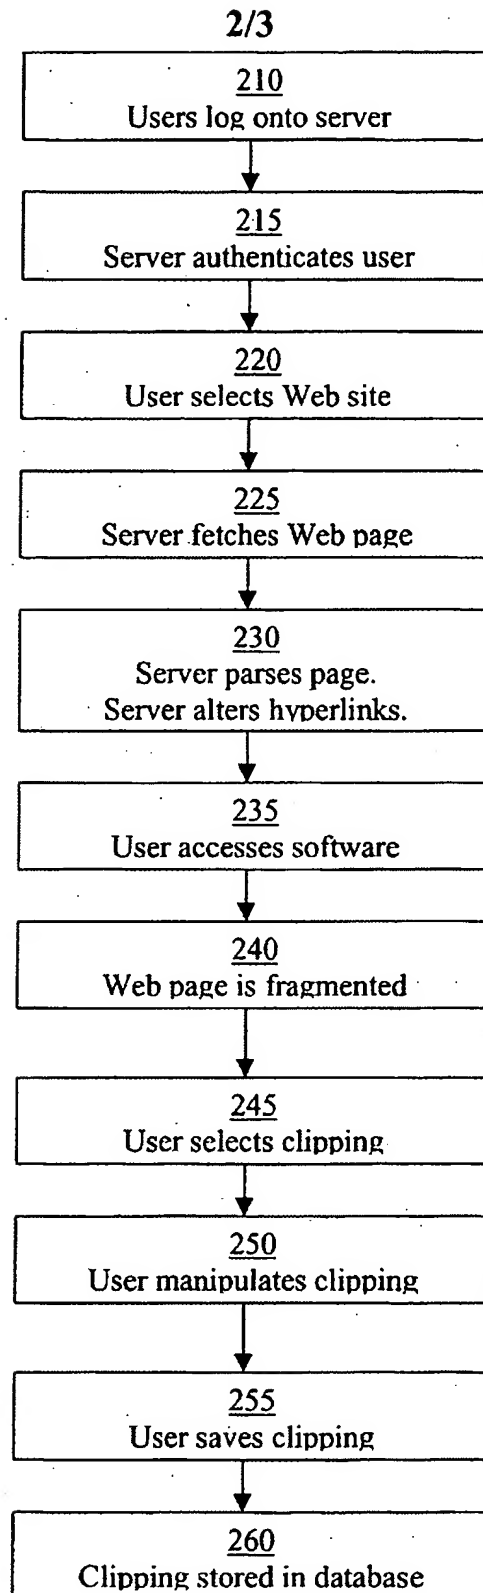 2/3
210
Users log onto server
215
Server authenticates user
220
User selects Web site
225
Server fetches Web page
230
Server parses page.
Server alters hyperlinks.
235
User accesses software
240
Web page is fragmented
245
User selects clipping
250
User manipulates clipping
255
User saves clipping
260
Clipping stored in database